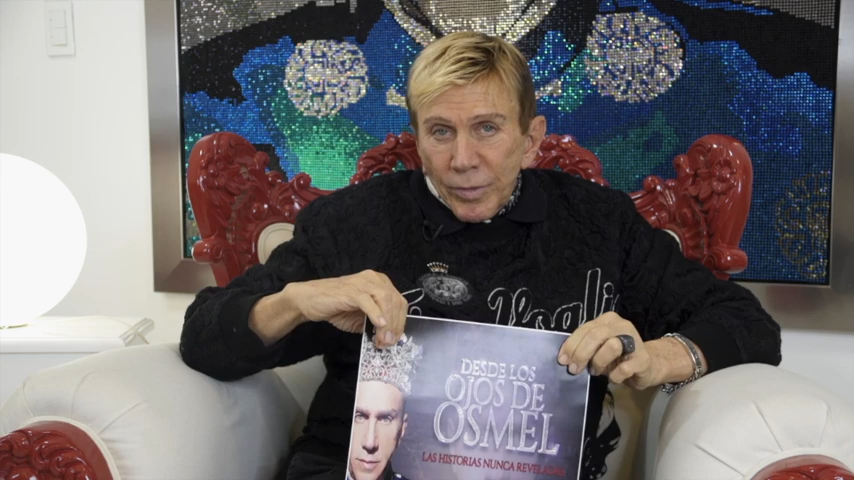 DESDE LOS
OJOS DE
OSMEL
LAS HISTORIAS NUNCA REVELADAS